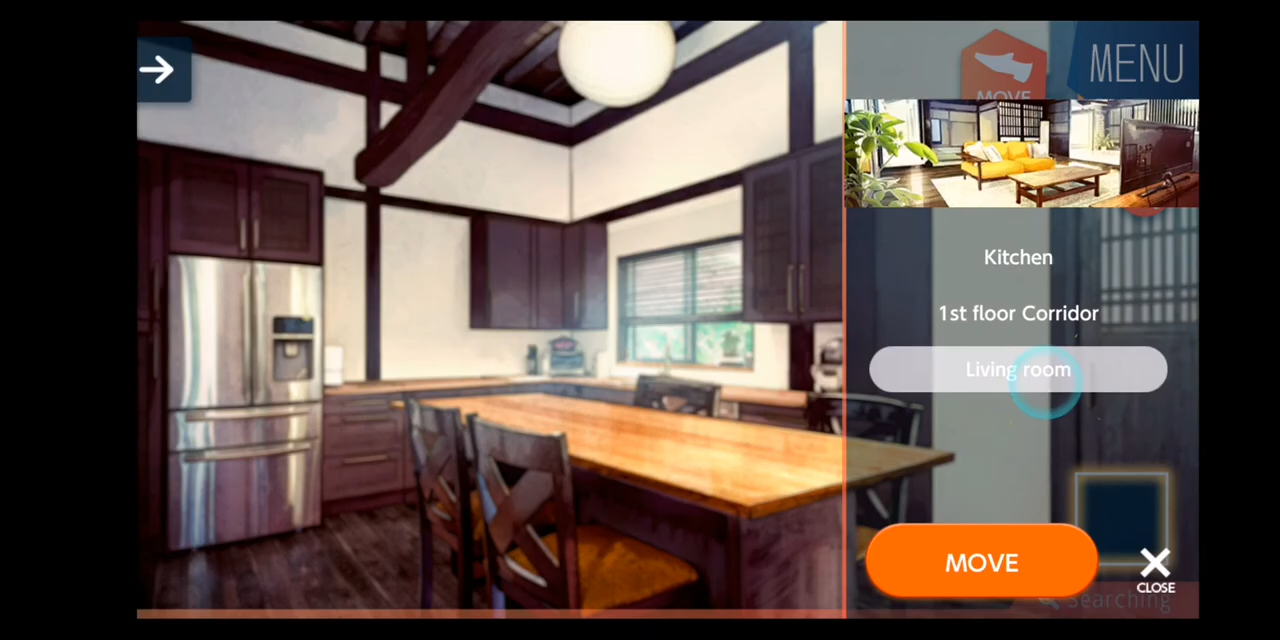 MENU
MOVE
Kitchen
1st floor Corridor
Living room
MOVE
CLOSE
Searching